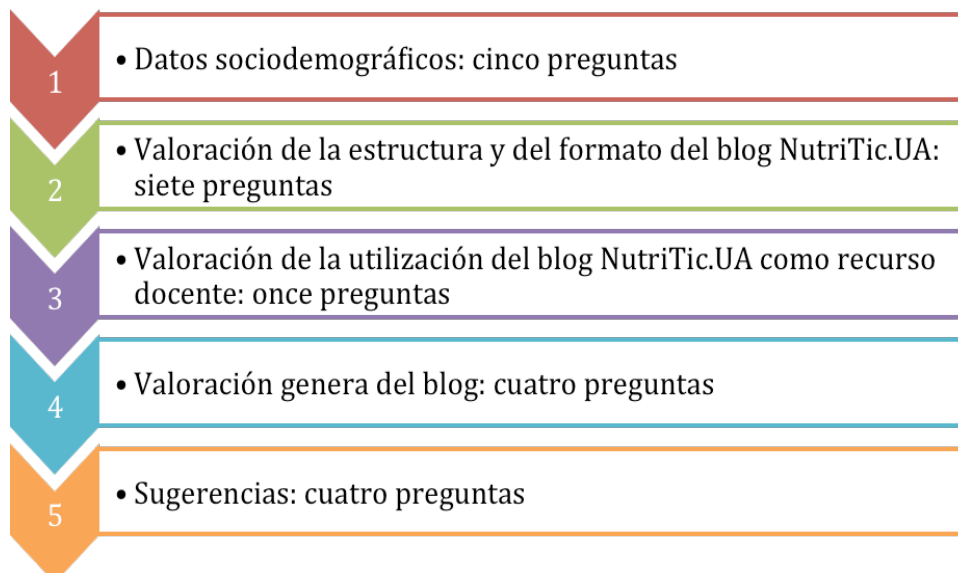 1
• Datos sociodemográficos: cinco preguntas
2
• Valoración de la estructura y del formato del blog NutriTic.UA:
siete preguntas
3
• Valoración de la utilización del blog NutriTic.UA como recurso
docente: once preguntas
4
• Valoración genera del blog: cuatro preguntas
5
• Sugerencias: cuatro preguntas